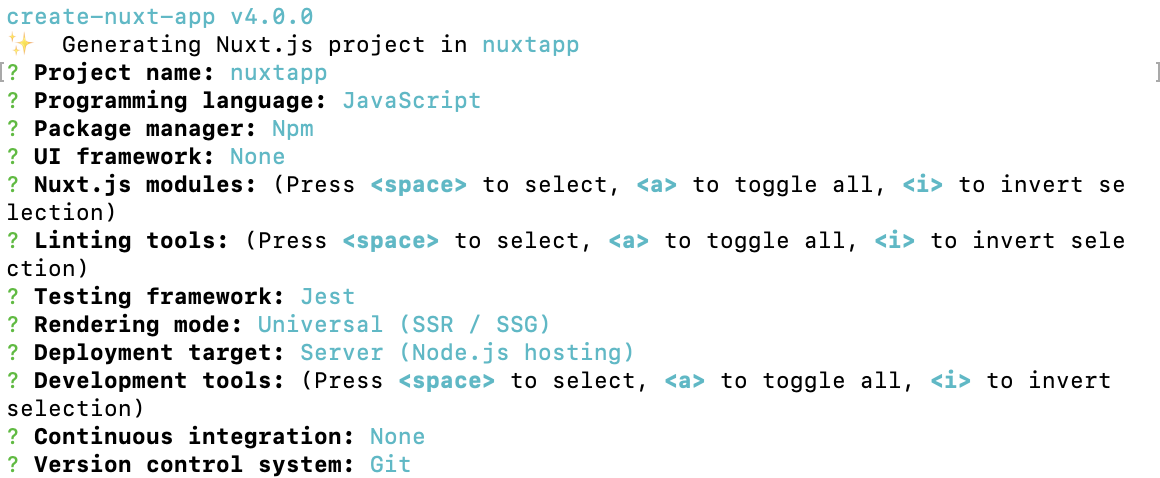 create-nuxt-app v4.0.0
✨  Generating Nuxt.js project in nuxtapp
[? Project name: nuxtapp ]
? Programming language: JavaScript
? Package manager: Npm
? UI framework: None
? Nuxt.js modules: (Press <space> to select, <a> to toggle all, <i> to invert se
lection)
? Linting tools: (Press <space> to select, <a> to toggle all, <i> to invert sele
ction)
? Testing framework: Jest
? Rendering mode: Universal (SSR / SSG)
? Deployment target: Server (Node.js hosting)
? Development tools: (Press <space> to select, <a> to toggle all, <i> to invert
selection)
? Continuous integration: None
? Version control system: Git